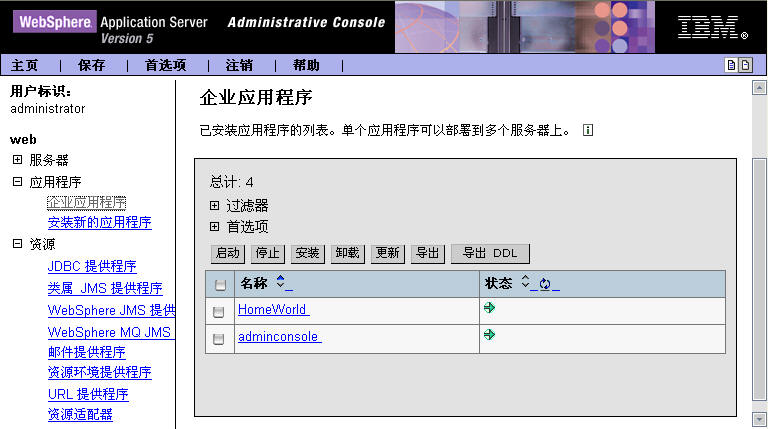 WebSphere Application Server Administrative Console
Version 5
IBM
主页 | 保存 | 首选项 | 注销 | 帮助 |
用户标识:
administrator
web
服务器
应用程序
企业应用程序
安装新的应用程序
资源
JDBC 提供程序
类属 JMS 提供程序
WebSphere JMS 提供
WebSphere MQ JMS
邮件提供程序
资源环境提供程序
URL 提供程序
资源适配器
企业应用程序
已安装应用程序的列表。单个应用程序可以部署到多个服务器上。
总计: 4
过滤器
首选项
启动 停止 安装 卸载 更新 导出 导出 DDL
名称 状态
HomeWorld
adminconsole